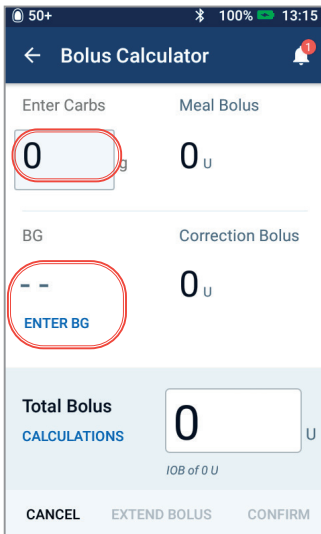 50+ 100% 13:15
Bolus Calculator 1
Enter Carbs Meal Bolus
0 g 0 U
BG Correction Bolus
-- 0 U
ENTER BG
Total Bolus 0 U
CALCULATIONS
IOB of 0 U
CANCEL EXTEND BOLUS CONFIRM